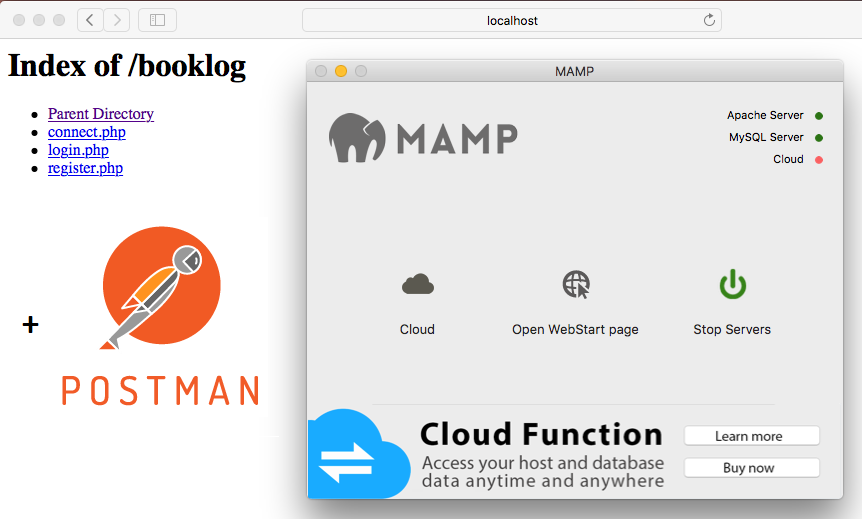 localhost
Index of /booklog
Parent Directory
connect.php
login.php
register.php
+
POSTMAN
MAMP
MAMP
Apache Server
MySQL Server
Cloud
Cloud
Open WebStart page
Stop Servers
Cloud Function
Access your host and database
data anytime and anywhere
Learn more
Buy now